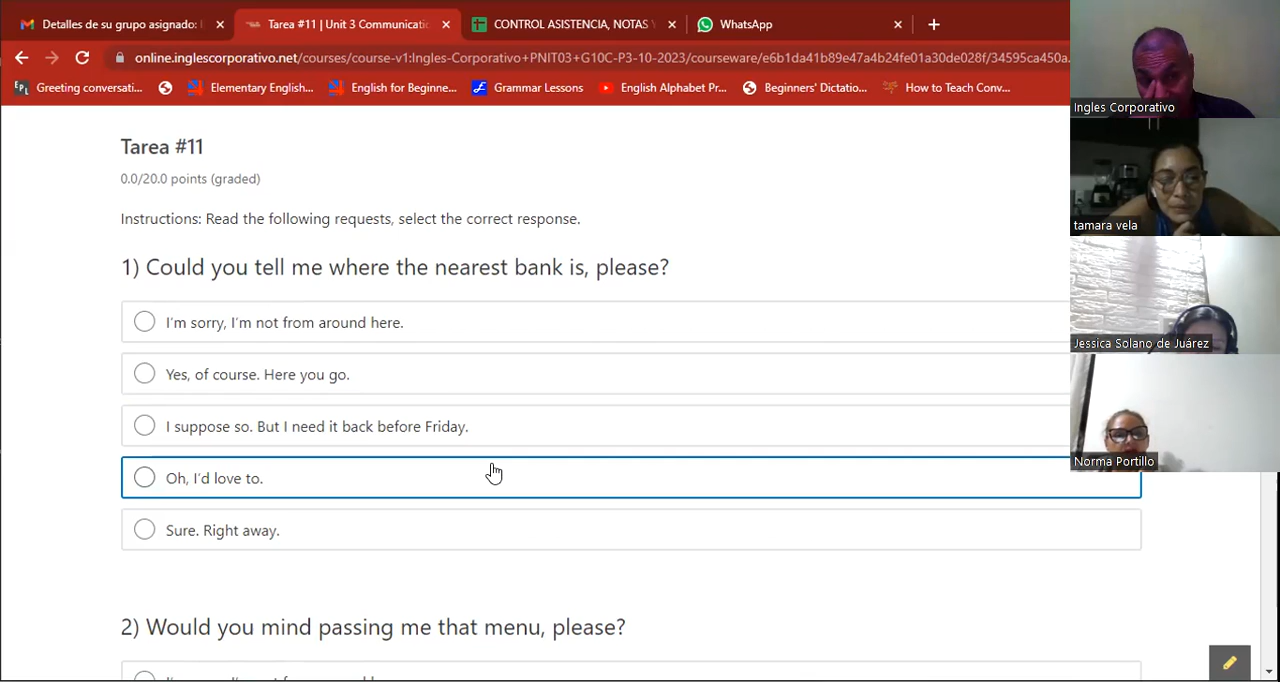 Detalles de su grupo asignado:
Tarea #11 | Unit 3 Communicatic
CONTROL ASISTENCIA, NOTAS
WhatsApp
online.inglescorporativo.net/courses/course-v1:Ingles-Corporativo+PNIT03+G10C-P3-10-2023/courseware/e6b1da41b89e47a4b24fe01a30de028f/34595ca450a.
Greeting conversati...
Elementary English...
English for Beginne...
Grammar Lessons
English Alphabet Pr...
Beginners' Dictatio...
How to Teach Conv...
Ingles Corporativo
tamara vela
Jessica Solano de Juárez
Norma Portillo
Tarea #11
0.0/20.0 points (graded)
Instructions: Read the following requests, select the correct response.
1) Could you tell me where the nearest bank is, please?
I'm sorry, I'm not from around here.
Yes, of course. Here you go.
I suppose so. But I need it back before Friday.
Oh, I'd love to.
Sure. Right away.
2) Would you mind passing me that menu, please?